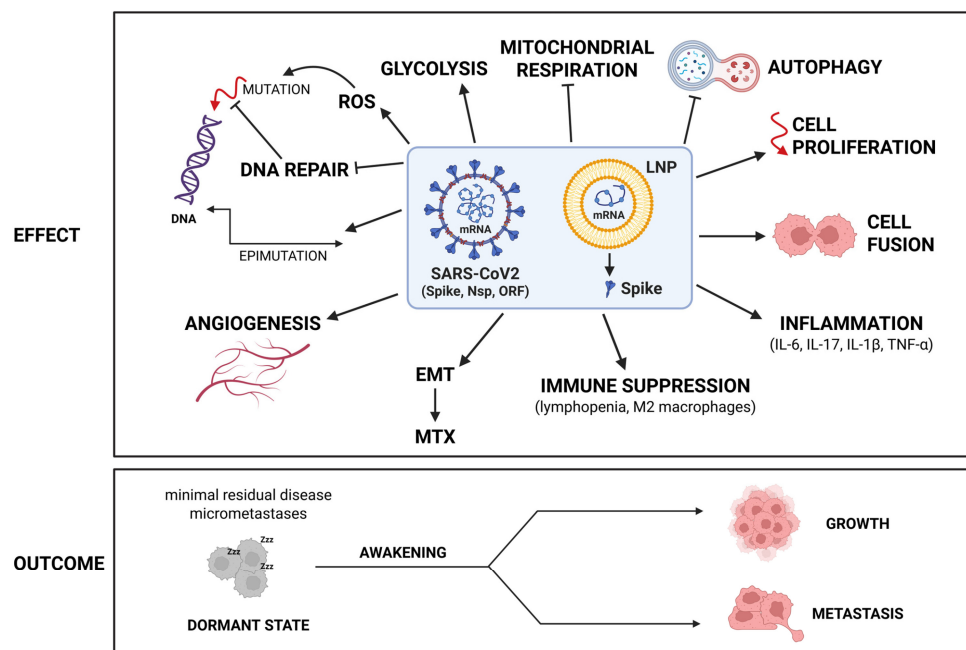 EFFECT
MUTATION
ROS
GLYCOLYSIS
MITOCHONDRIAL
RESPIRATION
AUTOPHAGY
DNA REPAIR
CELL
PROLIFERATION
DNA
EPIMUTATION
mRNA
SARS-CoV2
(Spike, Nsp, ORF)
LNP
mRNA
Spike
CELL
FUSION
ANGIOGENESIS
INFLAMMATION
(IL-6, IL-17, IL-1β, TNF-α)
EMT
MTX
IMMUNE SUPPRESSION
(lymphopenia, M2 macrophages)
OUTCOME
minimal residual disease
micrometastases
Zzz
Zzz
Zzz
DORMANT STATE
AWAKENING
GROWTH
METASTASIS